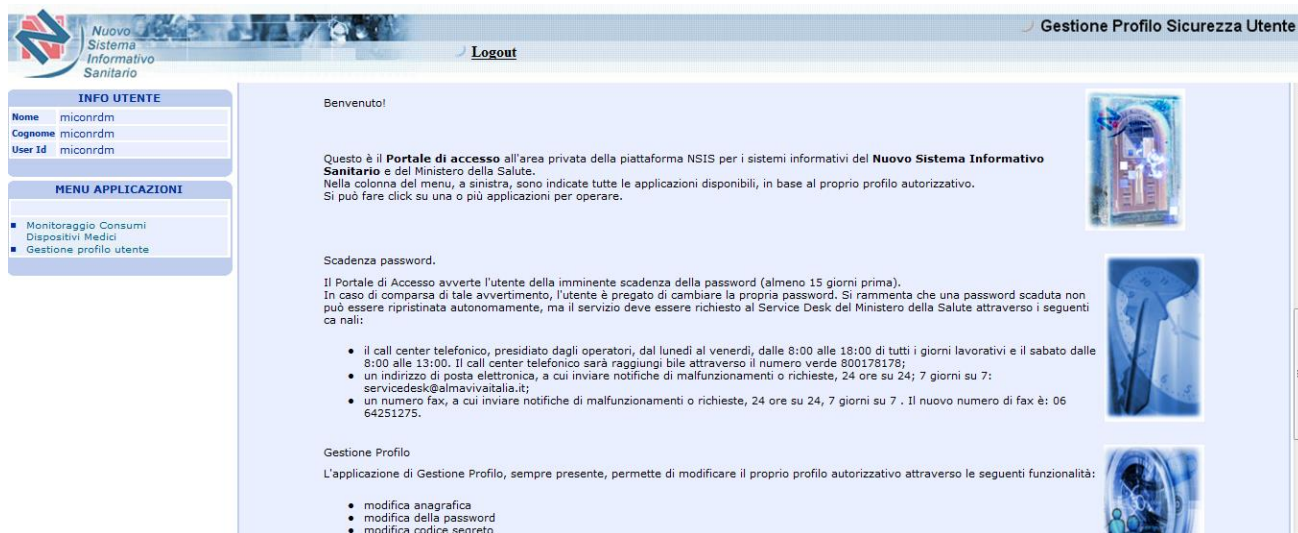 Nuovo
Sistema
Informativo
Sanitario
Gestione Profilo Sicurezza Utente
Logout
INFO UTENTE
Nome miconrdm
Cognome miconrdm
User Id miconrdm
MENU APPLICAZIONI
Monitoraggio Consumi
Dispositivi Medici
Gestione profilo utente
Benvenuto!
Questo è il Portale di accesso all'area privata della piattaforma NSIS per i sistemi informativi del Nuovo Sistema Informativo
Sanitario e del Ministero della Salute.
Nella colonna del menu, a sinistra, sono indicate tutte le applicazioni disponibili, in base al proprio profilo autorizzativo.
Si può fare click su una o più applicazioni per operare.
Scadenza password.
Il Portale di Accesso avverte l'utente della imminente scadenza della password (almeno 15 giorni prima).
In caso di comparsa di tale avvertimento, l'utente è pregato di cambiare la propria password. Si rammenta che una password scaduta non
può essere ripristinata autonomamente, ma il servizio deve essere richiesto al Service Desk del Ministero della Salute attraverso i seguenti
ca nali:
• il call center telefonico, presidiato dagli operatori, dal lunedì al venerdì, dalle 8:00 alle 18:00 di tutti i giorni lavorativi e il sabato dalle
8:00 alle 13:00. Il call center telefonico sarà raggiungi bile attraverso il numero verde 800178178;
• un indirizzo di posta elettronica, a cui inviare notifiche di malfunzionamenti o richieste, 24 ore su 24; 7 giorni su 7:
servicedesk@almavivaitalia.it;
• un numero fax, a cui inviare notifiche di malfunzionamenti o richieste, 24 ore su 24, 7 giorni su 7 . Il nuovo numero di fax è: 06
64251275.
Gestione Profilo
L'applicazione di Gestione Profilo, sempre presente, permette di modificare il proprio profilo autorizzativo attraverso le seguenti funzionalità:
• modifica anagrafica
• modifica della password
• modifica codice segreto